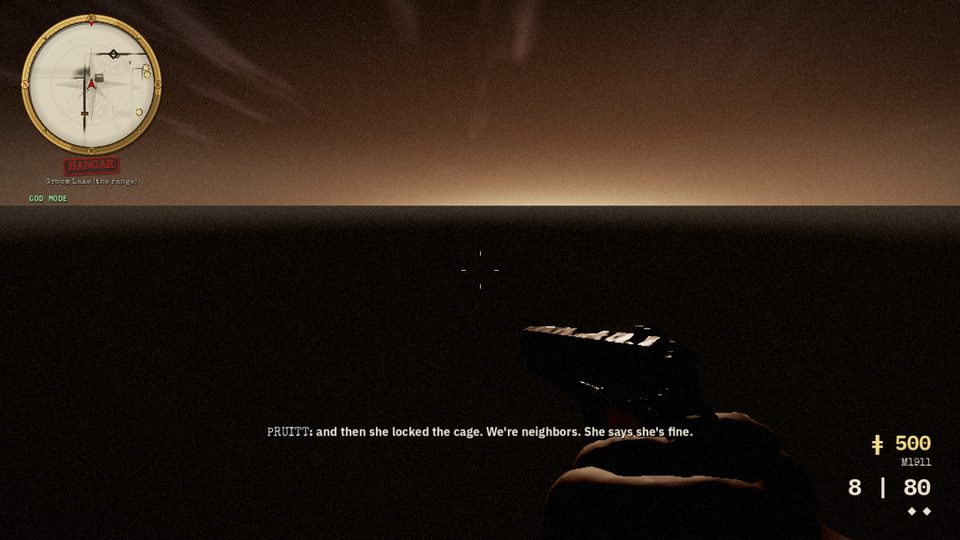 HANGAR
Groom Lake (the range)
GOD MODE
PRUITT: and then she locked the cage. We're neighbors. She says she's fine.
500
M1911
8 | 80